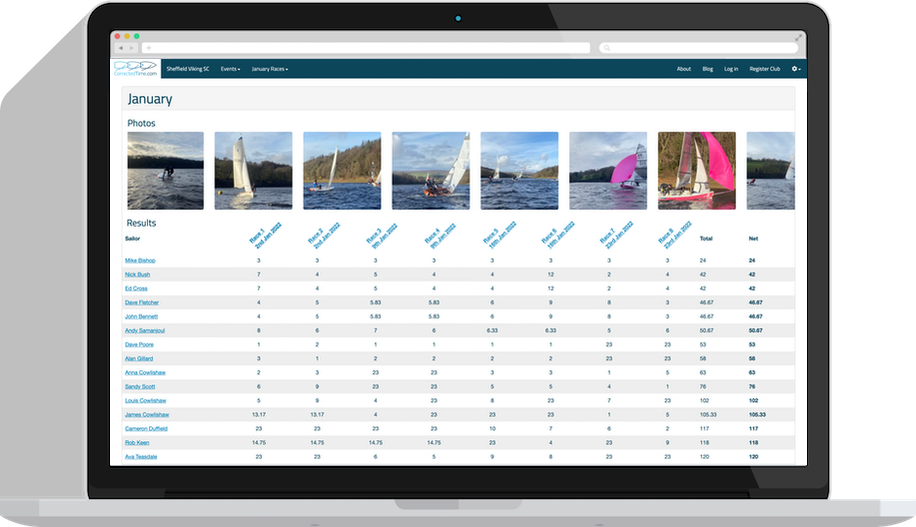 CorrectedTime.com Sheffield Viking SC Events January Races About Blog Log in Register Club
January
Photos
Results
Sailor Race 1 2nd Jan 2022 Race 2 2nd Jan 2022 Race 3 9th Jan 2022 Race 4 9th Jan 2022 Race 5 16th Jan 2022 Race 6 16th Jan 2022 Race 7 23rd Jan 2022 Race 8 23rd Jan 2022 Total Net
Mike Bishop 3 3 3 3 3 3 3 3 24 24
Nick Bush 7 4 5 4 4 12 2 4 42 42
Ed Cross 7 4 5 4 4 12 2 4 42 42
Dave Fletcher 4 5 5.83 5.83 6 9 8 3 46.67 46.67
John Bennett 4 5 5.83 5.83 6 9 8 3 46.67 46.67
Andy Samanjoul 8 6 7 6 6.33 6.33 5 6 50.67 50.67
Dave Poore 1 2 1 1 1 1 23 23 53 53
Alan Gillard 3 1 2 2 2 2 23 23 58 58
Anna Cowlishaw 2 3 23 23 3 3 1 5 63 63
Sandy Scott 6 9 23 23 5 5 4 1 76 76
Louis Cowlishaw 5 9 4 23 8 23 7 23 102 102
James Cowlishaw 13.17 13.17 4 23 23 23 1 5 105.33 105.33
Cameron Duffield 23 23 23 23 10 7 6 2 117 117
Rob Keen 14.75 14.75 14.75 14.75 23 4 23 9 118 118
Ava Teasdale 23 23 6 5 9 8 23 23 120 120